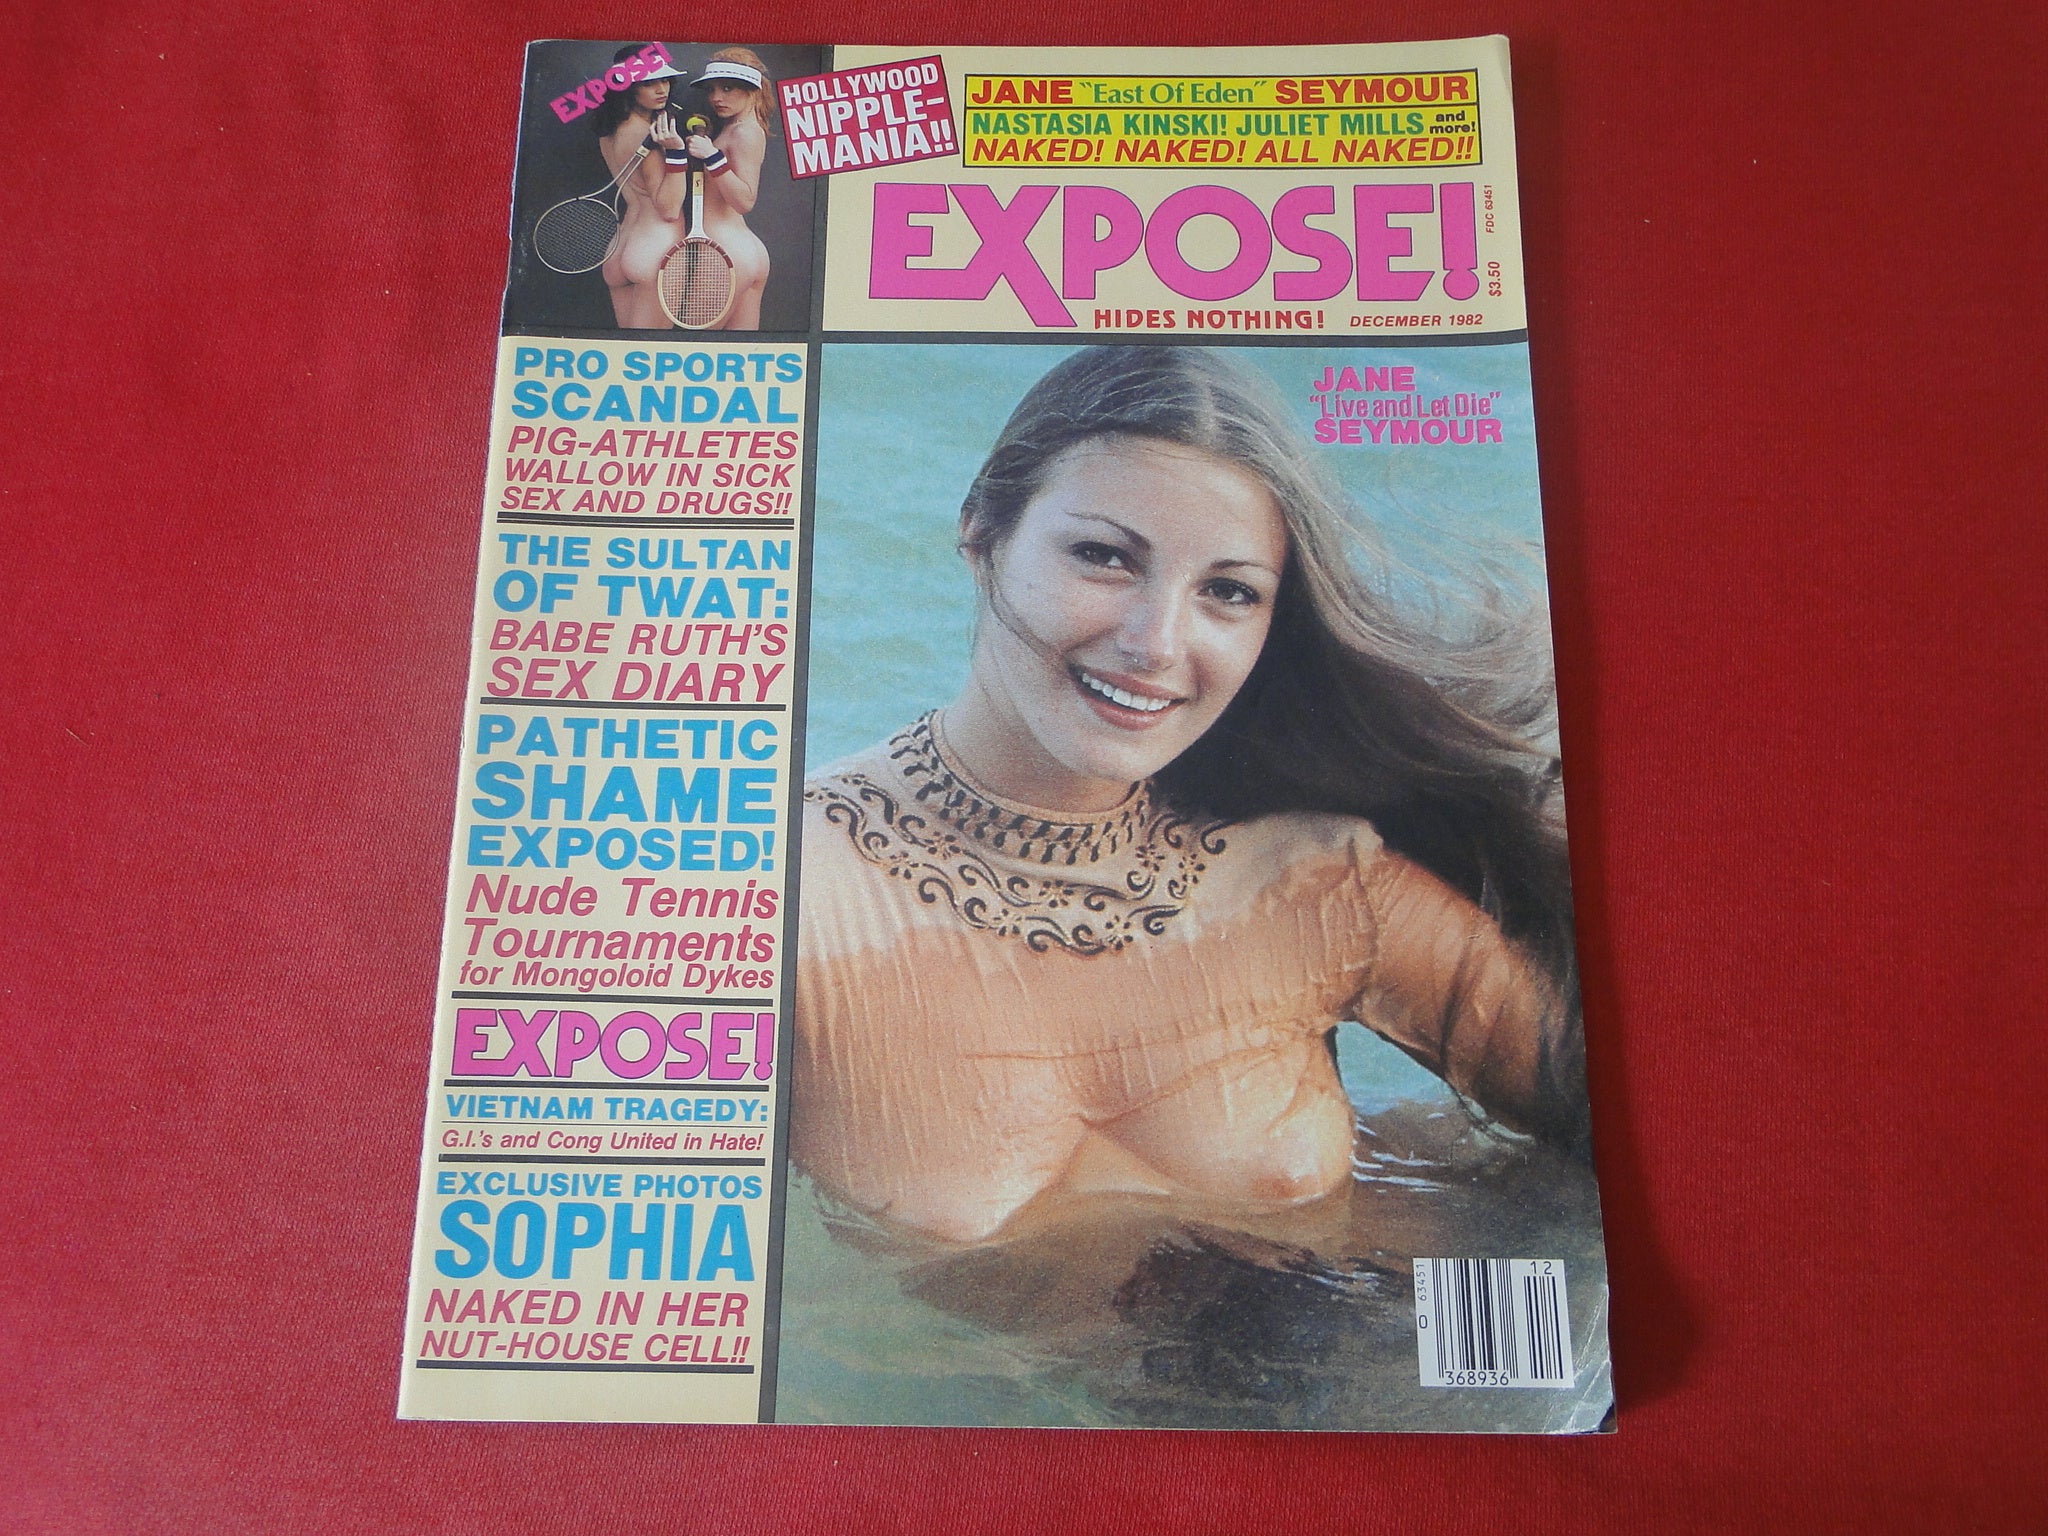 EXPOSE!
HOLLYWOOD
NIPPLE-
MANIA!!
JANE "East Of Eden" SEYMOUR
NASTASIA KINSKI! JULIET MILLS and more!
NAKED! NAKED! ALL NAKED!!
EXPOSE!
HIDES NOTHING!
DECEMBER 1982
$3.50
FDC 63451
PRO SPORTS
SCANDAL
PIG-ATHLETES
WALLOW IN SICK
SEX AND DRUGS!!
THE SULTAN
OF TWAT:
BABE RUTH'S
SEX DIARY
PATHETIC
SHAME
EXPOSED!
Nude Tennis
Tournaments
for Mongoloid Dykes
EXPOSE!
VIETNAM TRAGEDY:
G.I.'s and Cong United in Hate!
EXCLUSIVE PHOTOS
SOPHIA
NAKED IN HER
NUT-HOUSE CELL!!
JANE
"Live and Let Die"
SEYMOUR
12
0 63451
368936